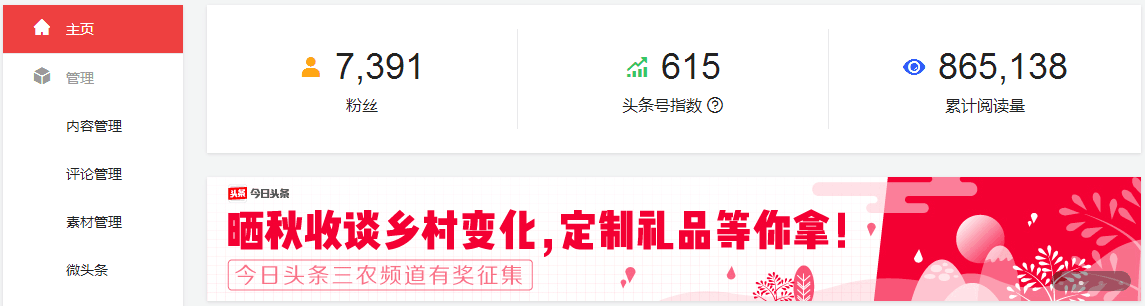 主页
管理
内容管理
评论管理
素材管理
微头条
7,391
粉丝
615
头条号指数
865,138
累计阅读量
头条 今日头条
晒秋收谈乡村变化,定制礼品等你拿!
今日头条三农频道有奖征集